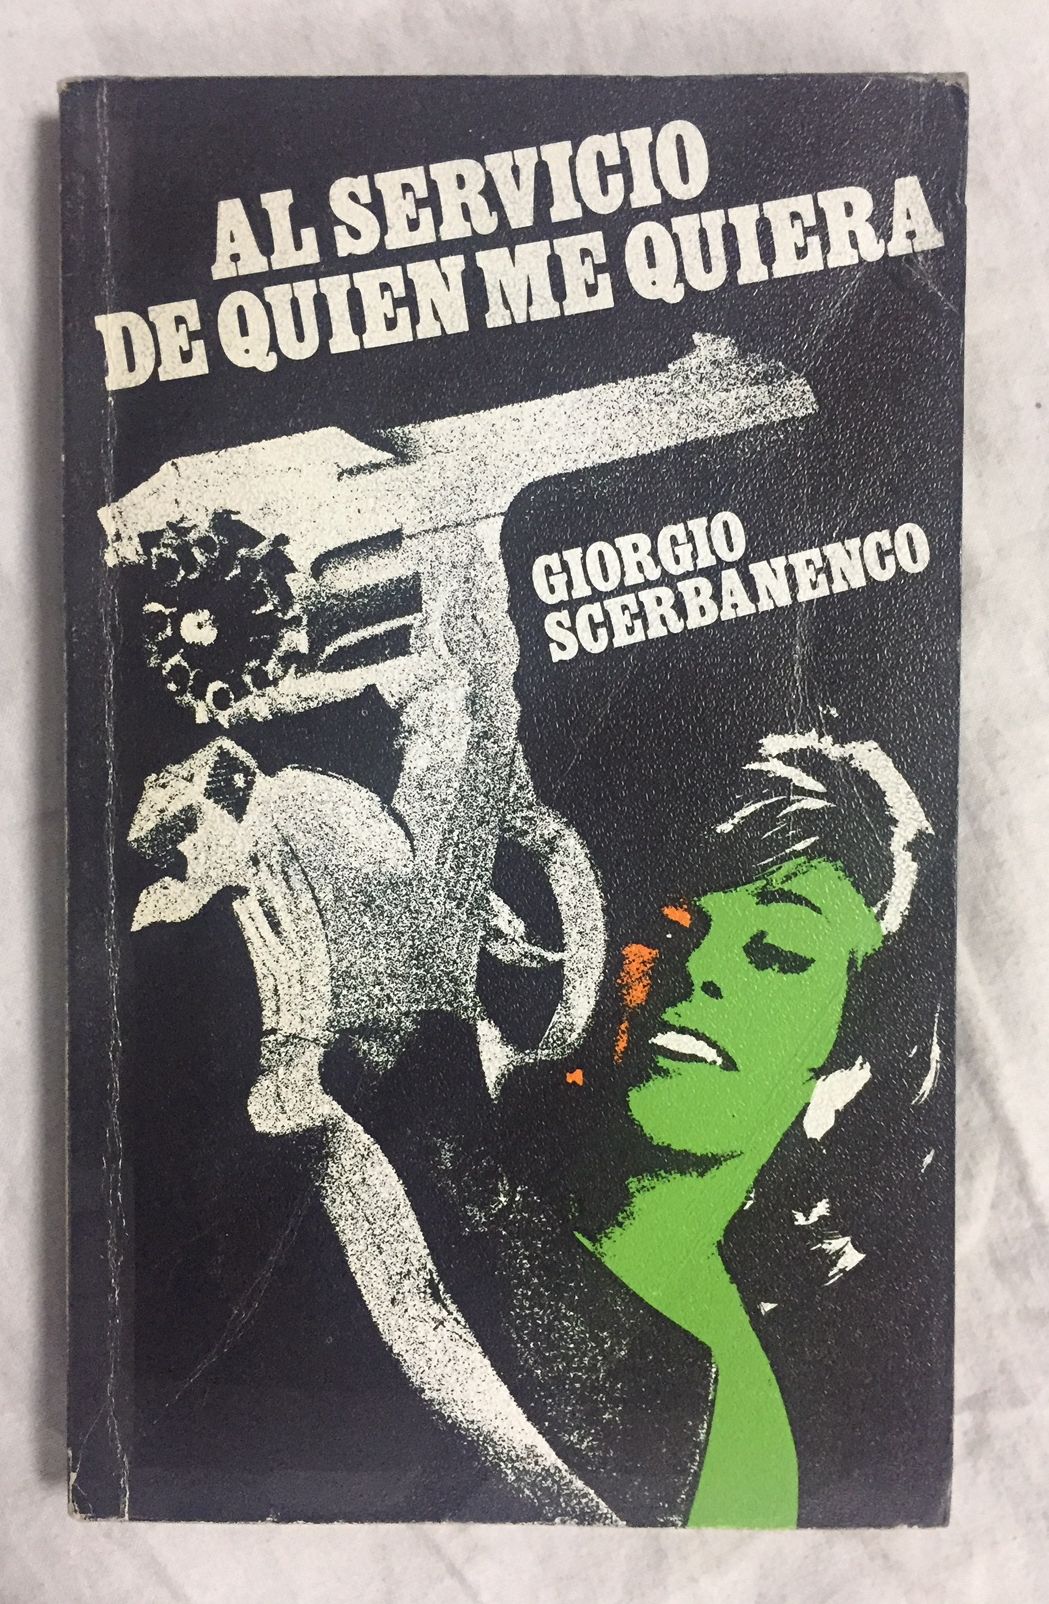 AL SERVICIO
DE QUIEN ME QUIERA
GIORGIO
SCERBANENCO